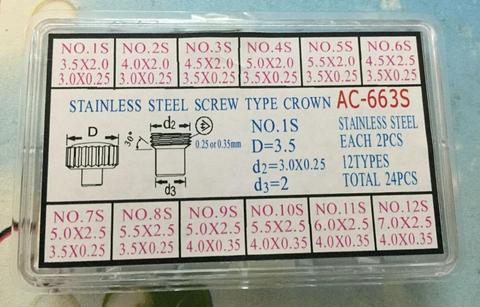 NO.1S NO.2S NO.3S NO.4S NO.5S NO.6S
3.5X2.0 4.0X2.0 4.5X2.0 5.0X2.0 5.5X2.5 4.5X2.5
3.0X0.25 3.0X0.25 3.5X0.25 3.5X0.25 3.5X0.25 3.5X0.25
STAINLESS STEEL SCREW TYPE CROWN AC-663S
d2
D
30°
0.25 or 0.35mm
d3
NO.1S
D=3.5
d2=3.0X0.25
d3=2
STAINLESS STEEL
EACH 2PCS
12TYPES
TOTAL 24PCS
NO.7S NO.8S NO.9S NO.10S NO.11S NO.12S
5.0X2.5 5.5X2.5 5.0X2.5 5.5X2.5 6.0X2.5 7.0X2.5
3.5X0.25 3.5X0.25 4.0X0.35 4.0X0.35 4.0X0.35 4.0X0.35